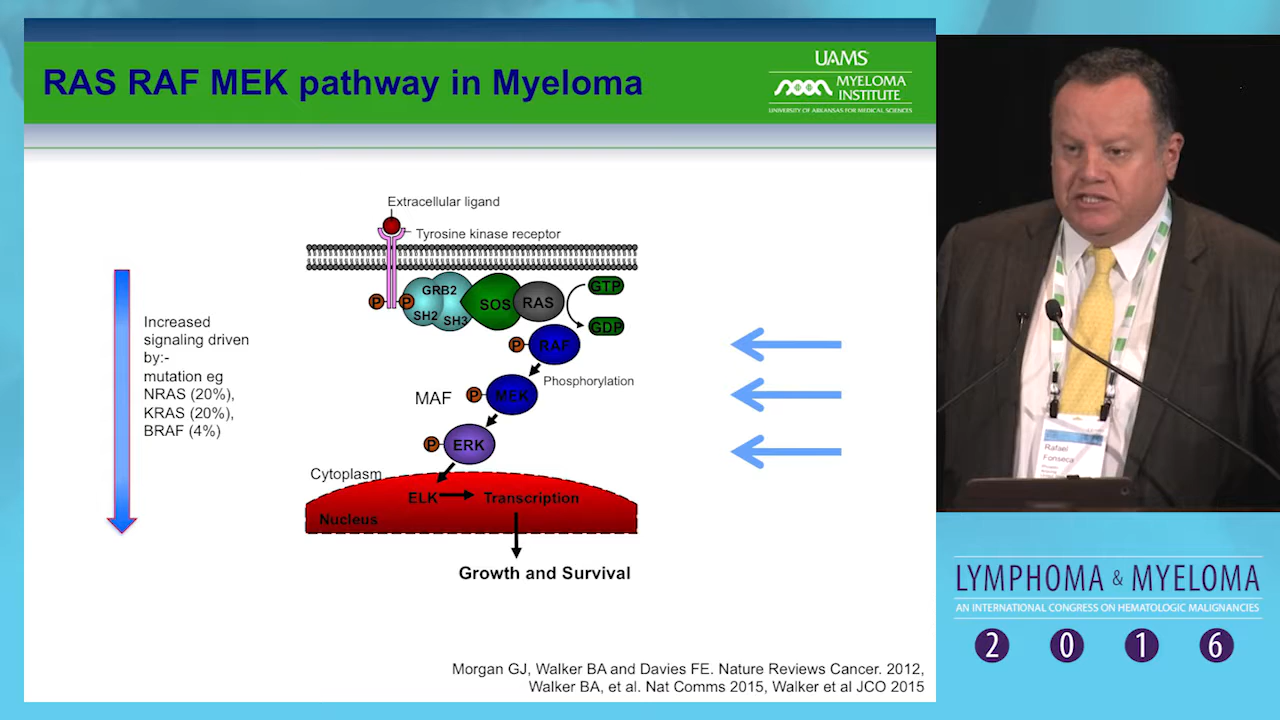 RAS RAF MEK pathway in Myeloma
UAMS
MYELOMA
INSTITUTE
UNIVERSITY OF ARKANSAS FOR MEDICAL SCIENCES
Extracellular ligand
Tyrosine kinase receptor
P
P
GRB2
SH2
SH3
SOS
RAS
GTP
GDP
P
RAF
Phosphorylation
MAF
P
MEK
P
ERK
Cytoplasm
ELK
Transcription
Nucleus
Growth and Survival
Increased
signaling driven
by:-
mutation eg
NRAS (20%),
KRAS (20%),
BRAF (4%)
Morgan GJ, Walker BA and Davies FE. Nature Reviews Cancer. 2012,
Walker BA, et al. Nat Comms 2015, Walker et al JCO 2015
Rafael
Fonseca
LYMPHOMA & MYELOMA
AN INTERNATIONAL CONGRESS ON HEMATOLOGIC MALIGNANCIES
2 0 1 6